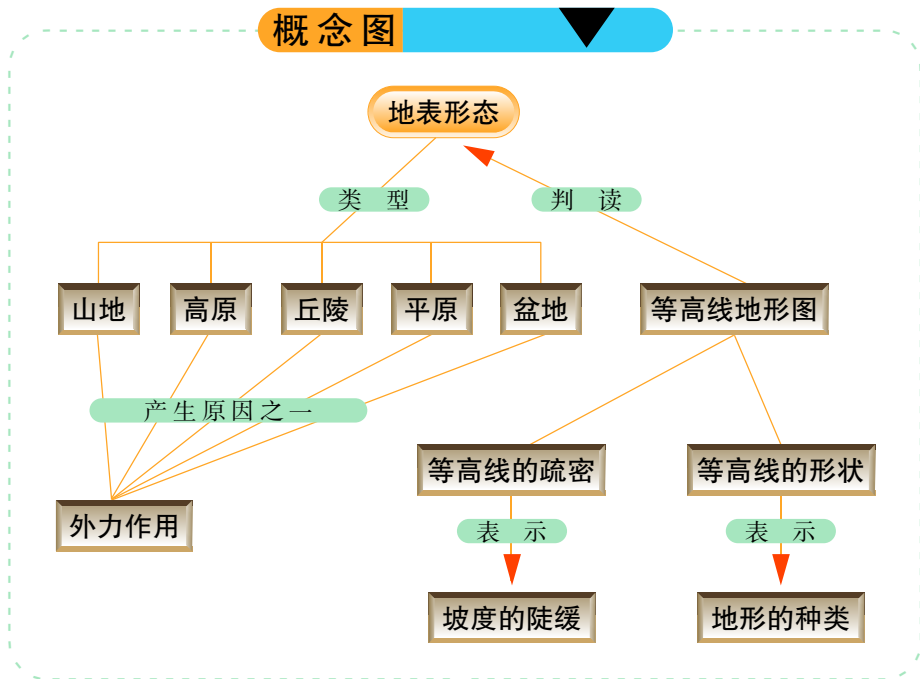 概念图
地表形态
类型
判读
山地
高原
丘陵
平原
盆地
等高线地形图
产生原因之一
等高线的疏密
等高线的形状
外力作用
表示
表示
坡度的陡缓
地形的种类